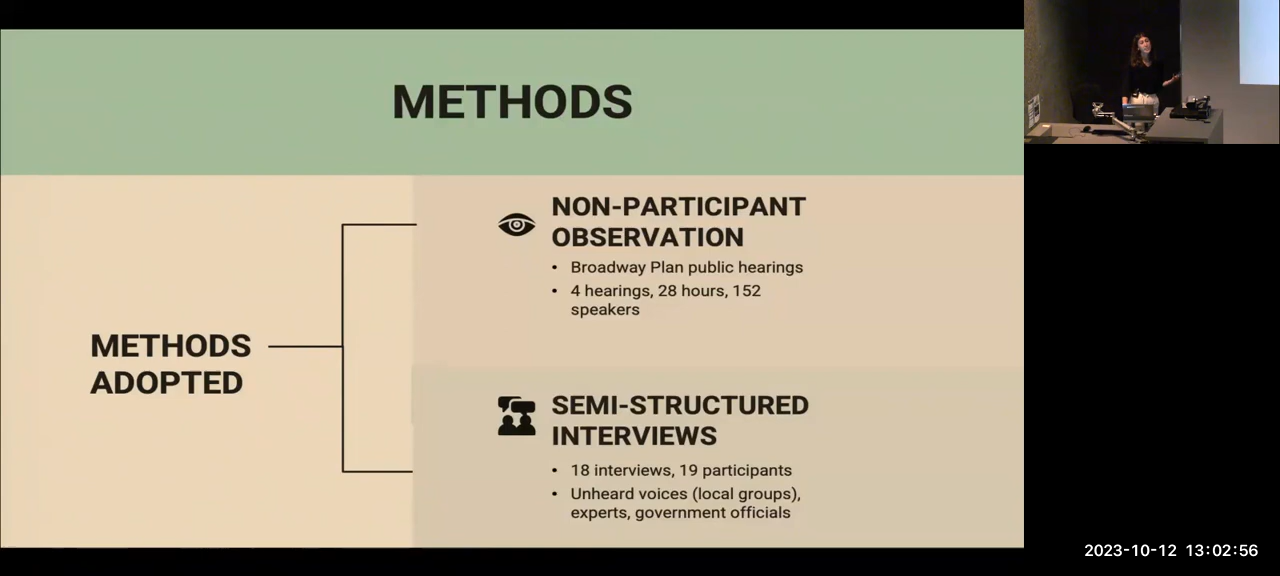 METHODS
METHODS
ADOPTED
NON-PARTICIPANT
OBSERVATION
• Broadway Plan public hearings
• 4 hearings, 28 hours, 152
speakers
SEMI-STRUCTURED
INTERVIEWS
• 18 interviews, 19 participants
• Unheard voices (local groups),
experts, government officials
2023-10-12 13:02:56